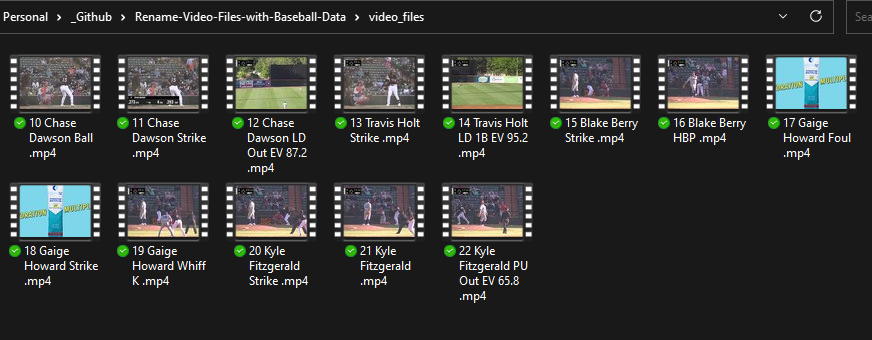 Personal > _Github > Rename-Video-Files-with-Baseball-Data > video_files
Sea
10 Chase
Dawson Ball
.mp4
11 Chase
Dawson Strike
.mp4
12 Chase
Dawson LD
Out EV 87.2
.mp4
13 Travis Holt
Strike .mp4
14 Travis Holt
LD 1B EV 95.2
.mp4
15 Blake Berry
Strike .mp4
16 Blake Berry
HBP .mp4
17 Gaige
Howard Foul
.mp4
18 Gaige
Howard Strike
.mp4
19 Gaige
Howard Whiff
K .mp4
20 Kyle
Fitzgerald
Strike .mp4
21 Kyle
Fitzgerald
.mp4
22 Kyle
Fitzgerald PU
Out EV 65.8
.mp4